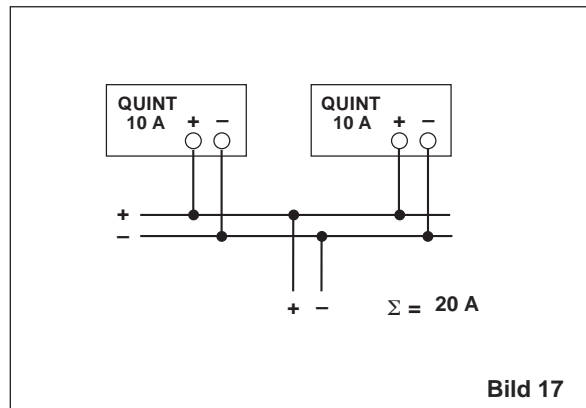 QUINT
10 A
+ –
QUINT
10 A
+ –
+
–
+ –
Σ = 20 A
Bild 17